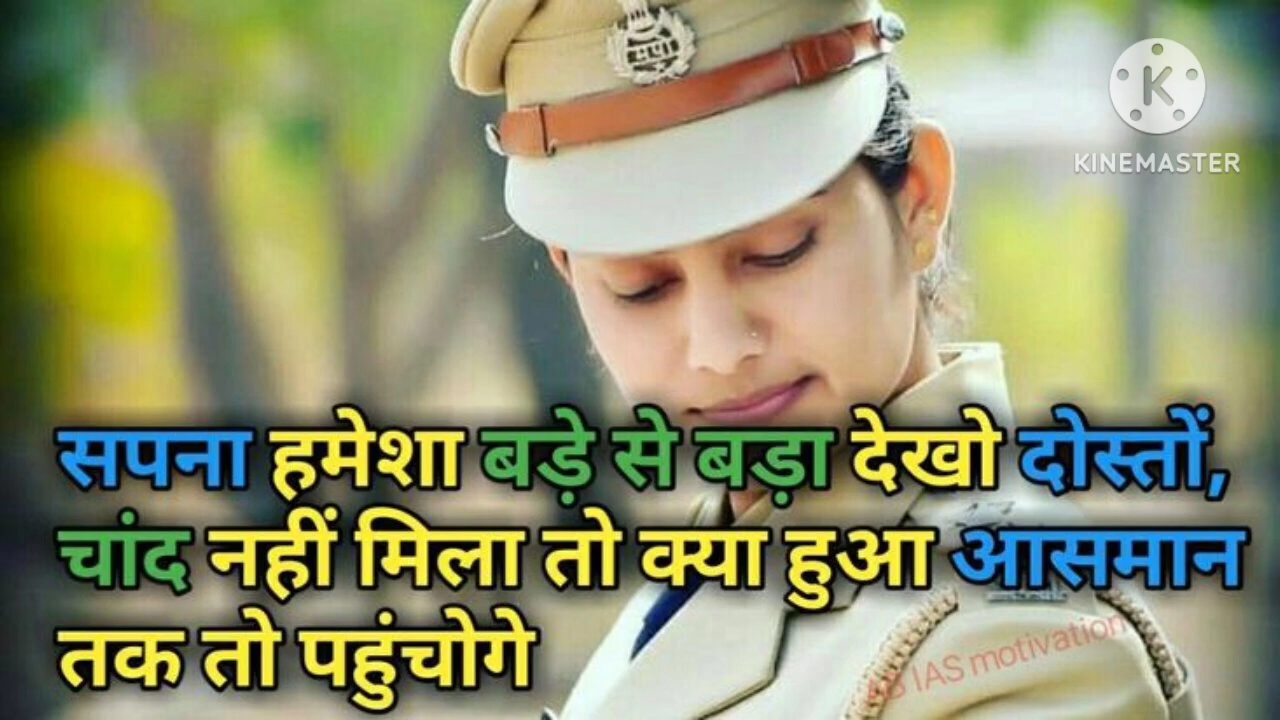 K
KINEMASTER
सपना हमेशा बड़े से बड़ा देखो दोस्तों,
चांद नहीं मिला तो क्या हुआ आसमान
तक तो पहुंचोगे
IAS motivation